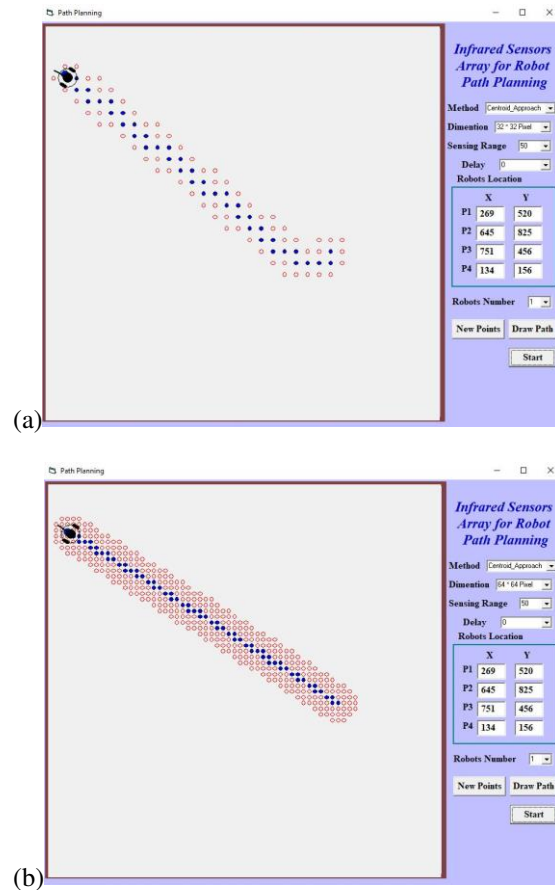 Path Planning
Infrared Sensors
Array for Robot
Path Planning
Method Centroid_Approach
Dimention 32 * 32 Pixel
Sensing Range 50
Delay 0
Robots Location
X Y
P1 269 520
P2 645 825
P3 751 456
P4 134 156
Robots Number 1
New Points Draw Path
Start
(a)
Path Planning
Infrared Sensors
Array for Robot
Path Planning
Method Centroid_Approach
Dimention 64 * 64 Pixel
Sensing Range 50
Delay 0
Robots Location
X Y
P1 269 520
P2 645 825
P3 751 456
P4 134 156
Robots Number 1
New Points Draw Path
Start
(b)